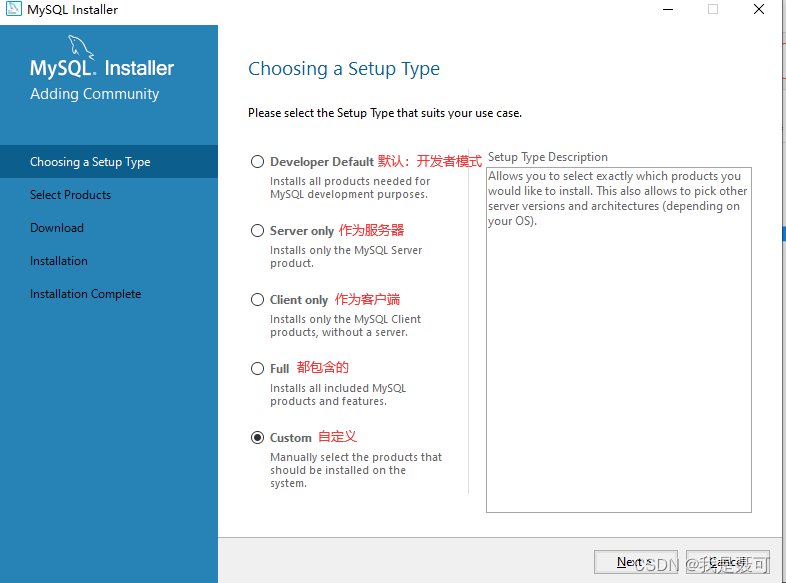 MySQL Installer
MySQL. Installer
Adding Community
Choosing a Setup Type
Select Products
Download
Installation
Installation Complete
Choosing a Setup Type
Please select the Setup Type that suits your use case.
Developer Default 默认：开发者模式
Installs all products needed for
MySQL development purposes.
Server only 作为服务器
Installs only the MySQL Server
product.
Client only 作为客户端
Installs only the MySQL Client
products, without a server.
Full 都包含的
Installs all included MySQL
products and features.
Custom 自定义
Manually select the products that
should be installed on the
system.
Setup Type Description
Allows you to select exactly which products you
would like to install. This also allows to pick other
server versions and architectures (depending on
your OS).
Next >
Cancel
CSDN @我是聂可